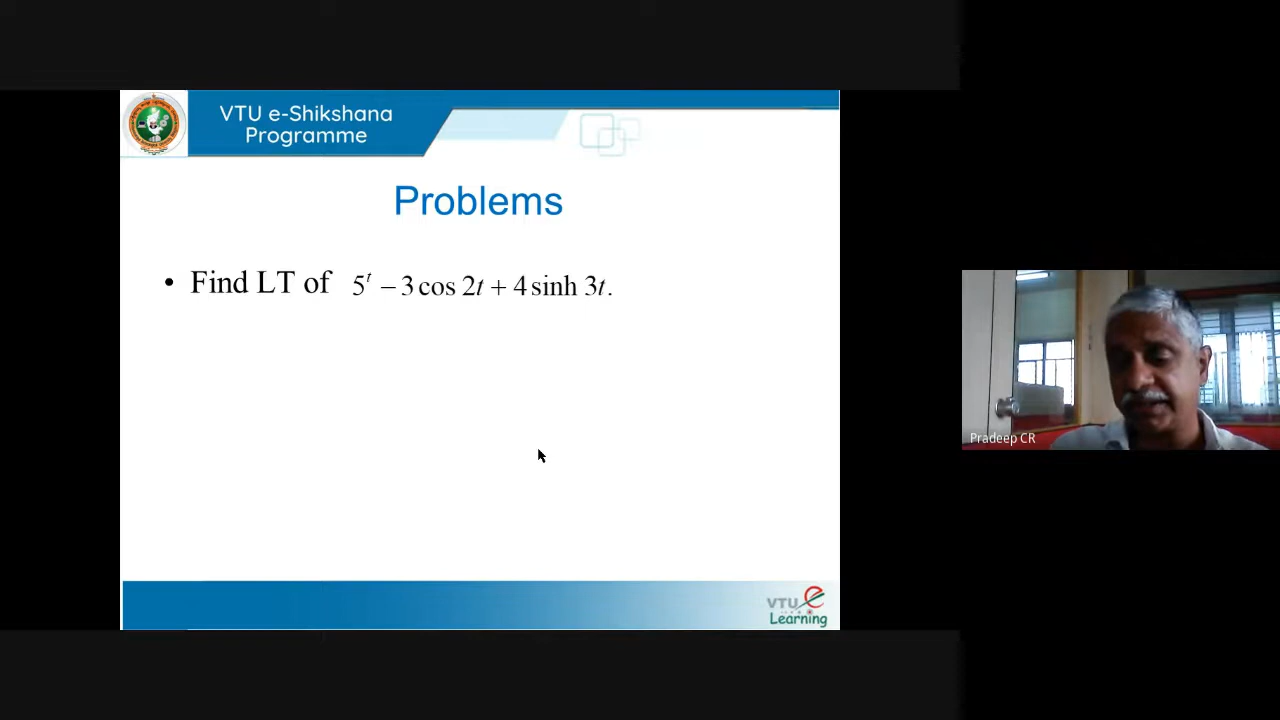 VTU e-Shikshana
Programme
Problems
• Find LT of 5ᵗ − 3 cos 2t + 4 sinh 3t.
Pradeep CR
VTU e
Learning